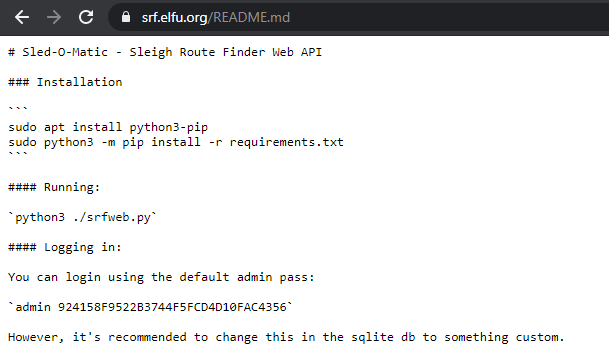 srf.elfu.org/README.md
# Sled-O-Matic - Sleigh Route Finder Web API
### Installation
```
sudo apt install python3-pip
sudo python3 -m pip install -r requirements.txt
```
#### Running:
`python3 ./srfweb.py`
#### Logging in:
You can login using the default admin pass:
`admin 924158F9522B3744F5FCD4D10FAC4356`
However, it's recommended to change this in the sqlite db to something custom.